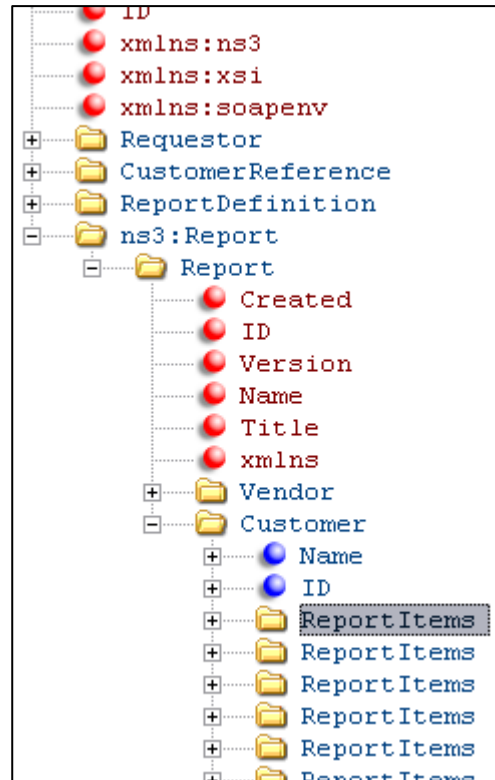 ID
xmlns:ns3
xmlns:xsi
xmlns:soapenv
Requestor
CustomerReference
ReportDefinition
ns3:Report
Report
Created
ID
Version
Name
Title
xmlns
Vendor
Customer
Name
ID
ReportItems
ReportItems
ReportItems
ReportItems
ReportItems
ReportItems